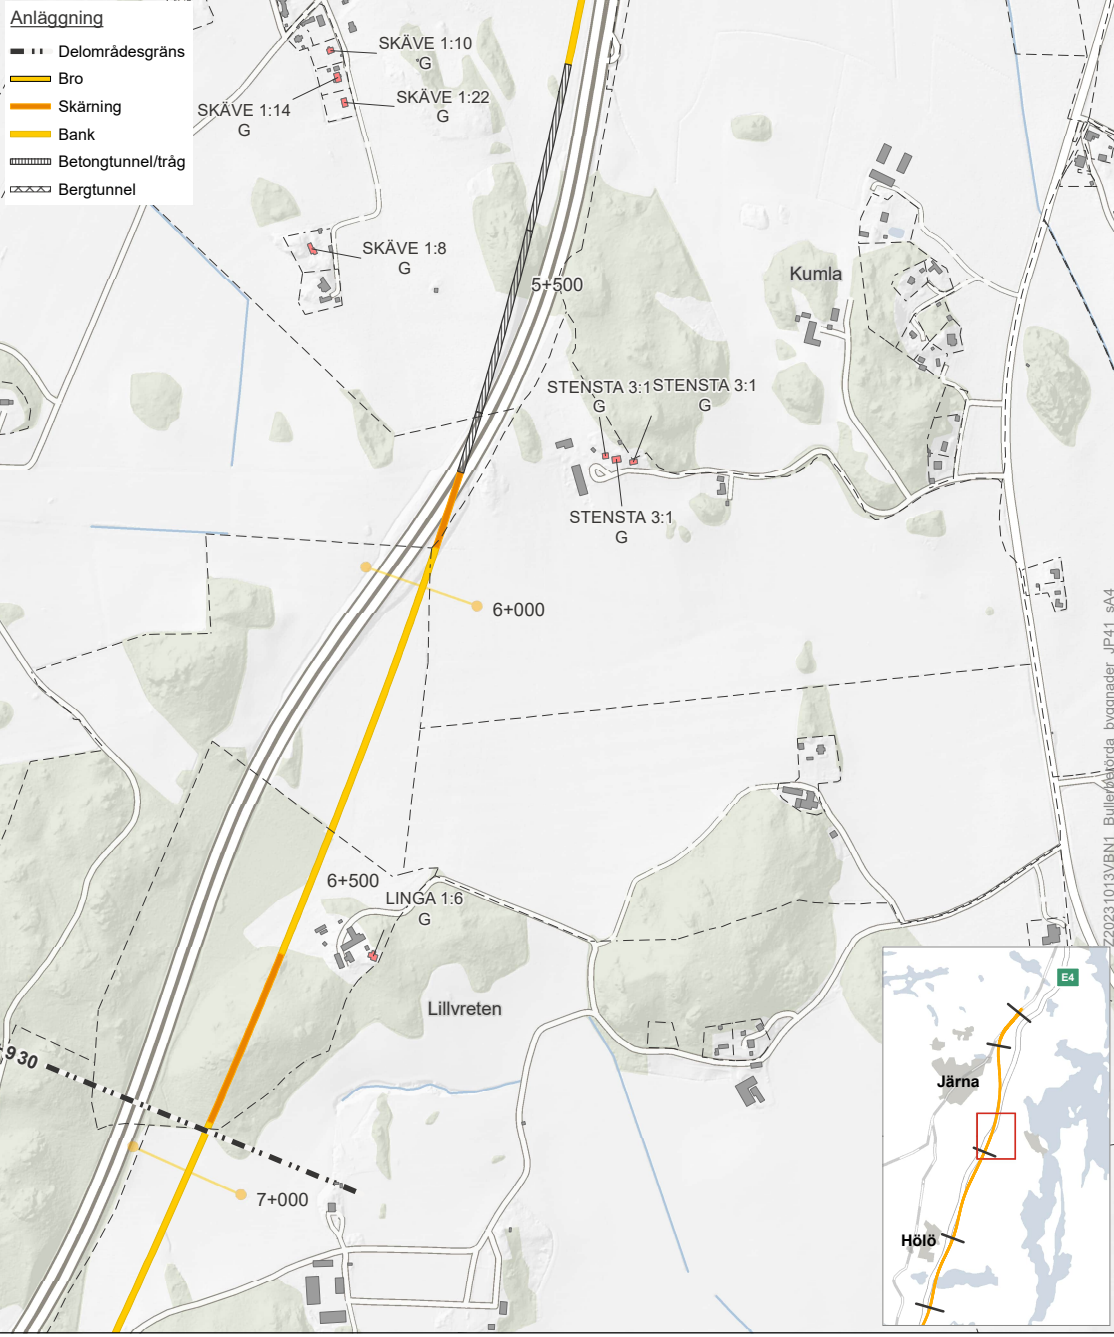 Anläggning
Delområdesgräns
Bro
Skärning
Bank
Betongtunnel/tråg
Bergtunnel
SKÄVE 1:10
G
SKÄVE 1:22
G
SKÄVE 1:14
G
SKÄVE 1:8
G
5+500
Kumla
STENSTA 3:1
G
STENSTA 3:1
G
STENSTA 3:1
G
6+000
6+500
LINGA 1:6
G
Lillvreten
930
7+000
E4
Järna
Hölö
Z20231013VBN1_Bullerberörda_byggnader_JP41_sA4